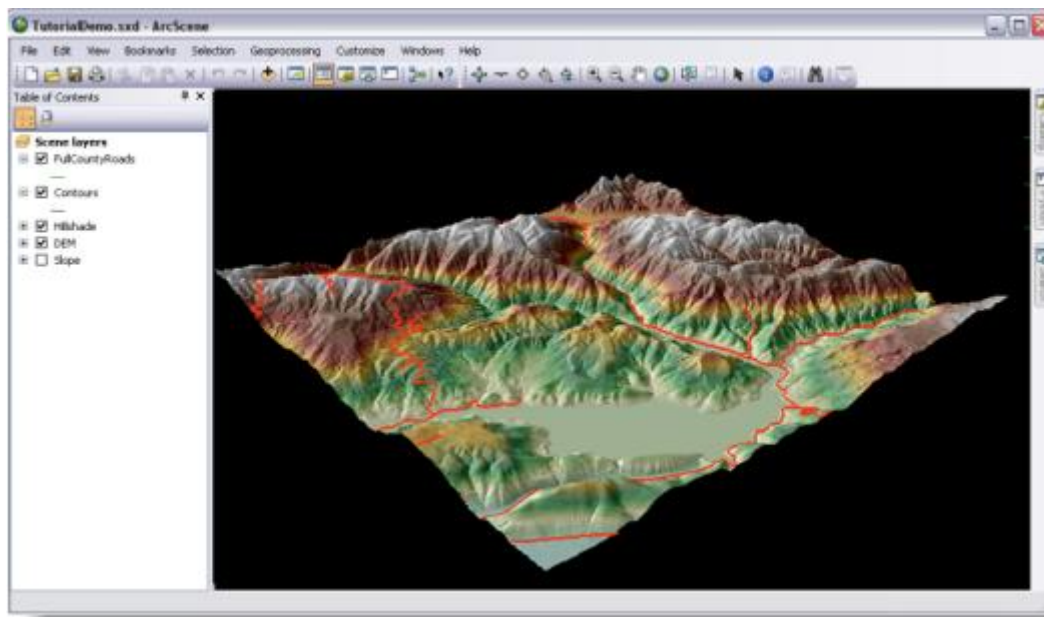 TutorialDemo.sxd - ArcScene
File Edit View Bookmarks Selection Geoprocessing Customize Windows Help
Table of Contents
Scene layers
FullCountyRoads
Contours
Hillshade
DEM
Slope